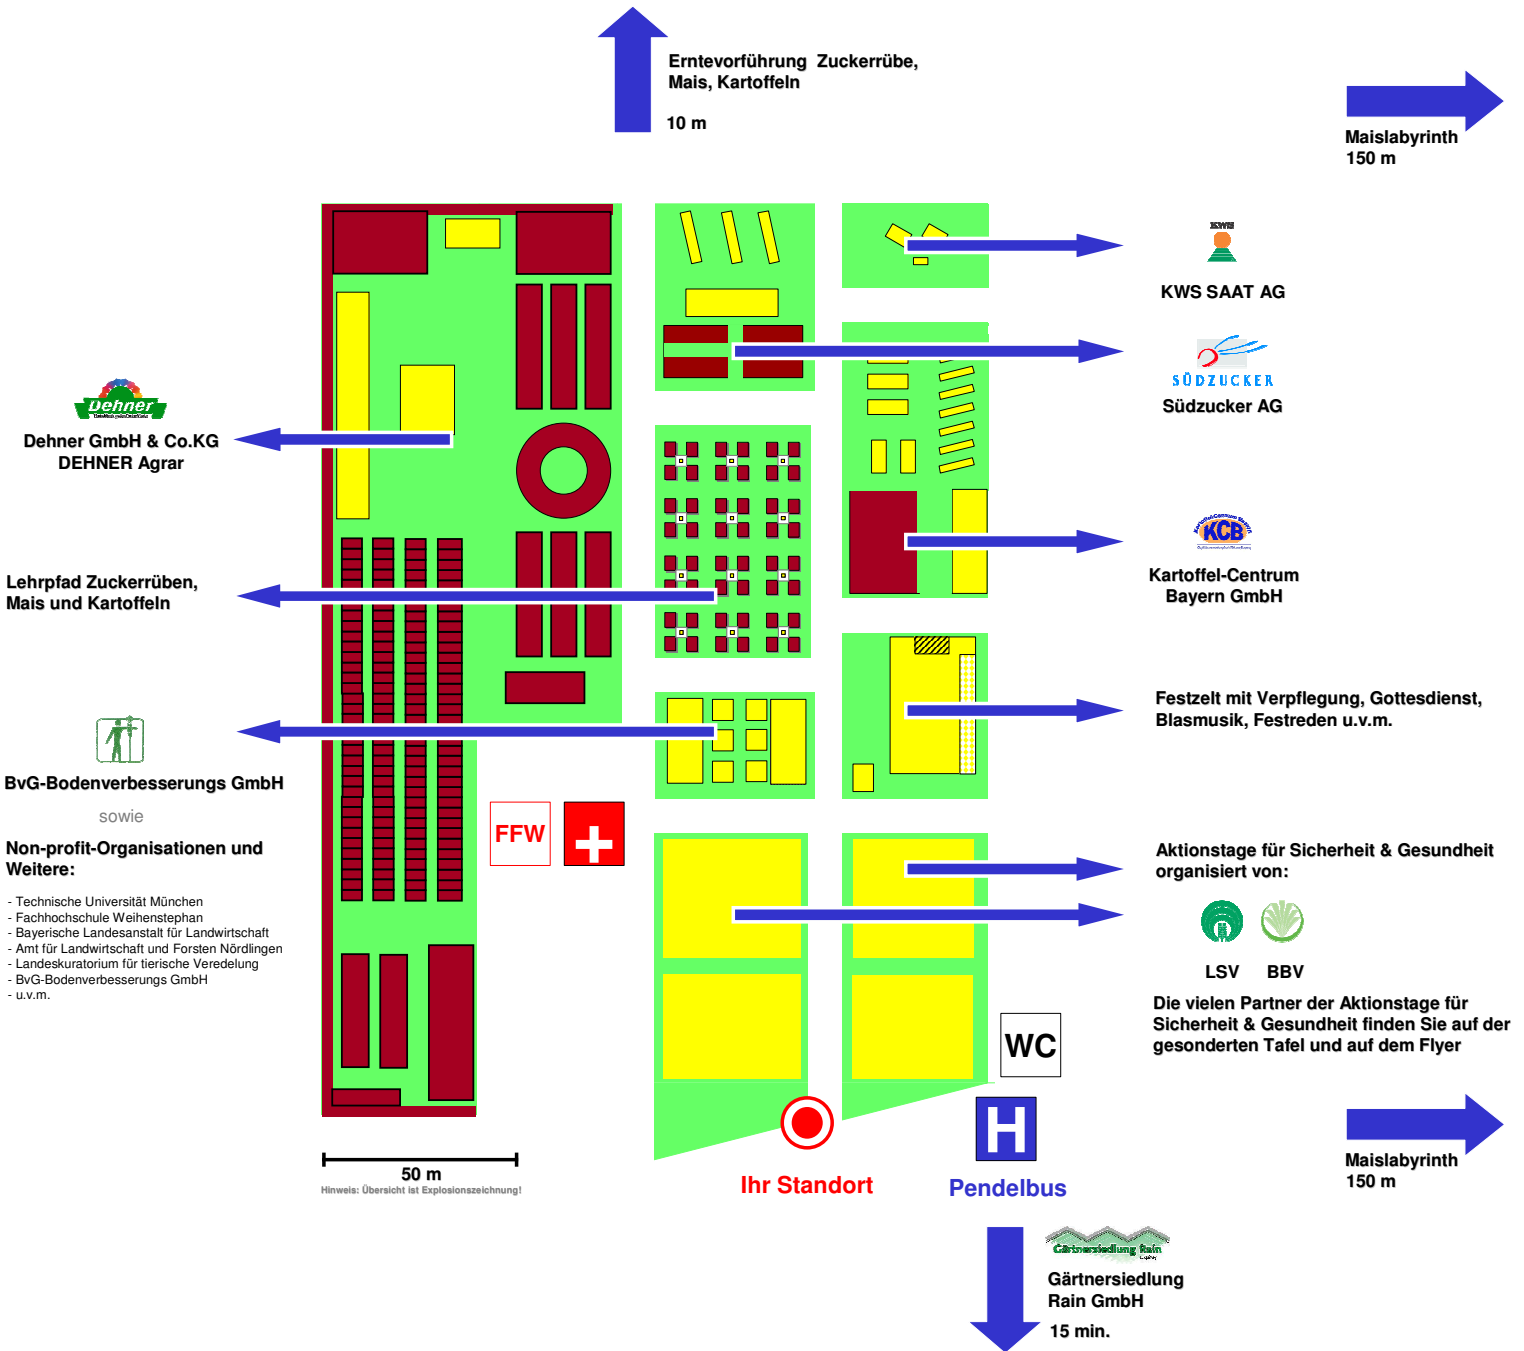 Erntevorführung Zuckerrübe,
Mais, Kartoffeln
10 m
Maislabyrinth
150 m
KWS
KWS SAAT AG
SÜDZUCKER
Südzucker AG
Dehner
Dehner GmbH & Co.KG
DEHNER Agrar
KCB
Kartoffel-Centrum
Bayern GmbH
Lehrpfad Zuckerrüben,
Mais und Kartoffeln
Festzelt mit Verpflegung, Gottesdienst,
Blasmusik, Festreden u.v.m.
BvG-Bodenverbesserungs GmbH
sowie
Non-profit-Organisationen und
Weitere:
- Technische Universität München
- Fachhochschule Weihenstephan
- Bayerische Landesanstalt für Landwirtschaft
- Amt für Landwirtschaft und Forsten Nördlingen
- Landeskuratorium für tierische Veredelung
- BvG-Bodenverbesserungs GmbH
- u.v.m.
FFW
Aktionstage für Sicherheit & Gesundheit
organisiert von:
LSV BBV
Die vielen Partner der Aktionstage für
Sicherheit & Gesundheit finden Sie auf der
gesonderten Tafel und auf dem Flyer
WC
H
Ihr Standort
Pendelbus
50 m
Hinweis: Übersicht ist Explosionszeichnung!
Maislabyrinth
150 m
Gärtnersiedlung Rain
Gärtnersiedlung
Rain GmbH
15 min.